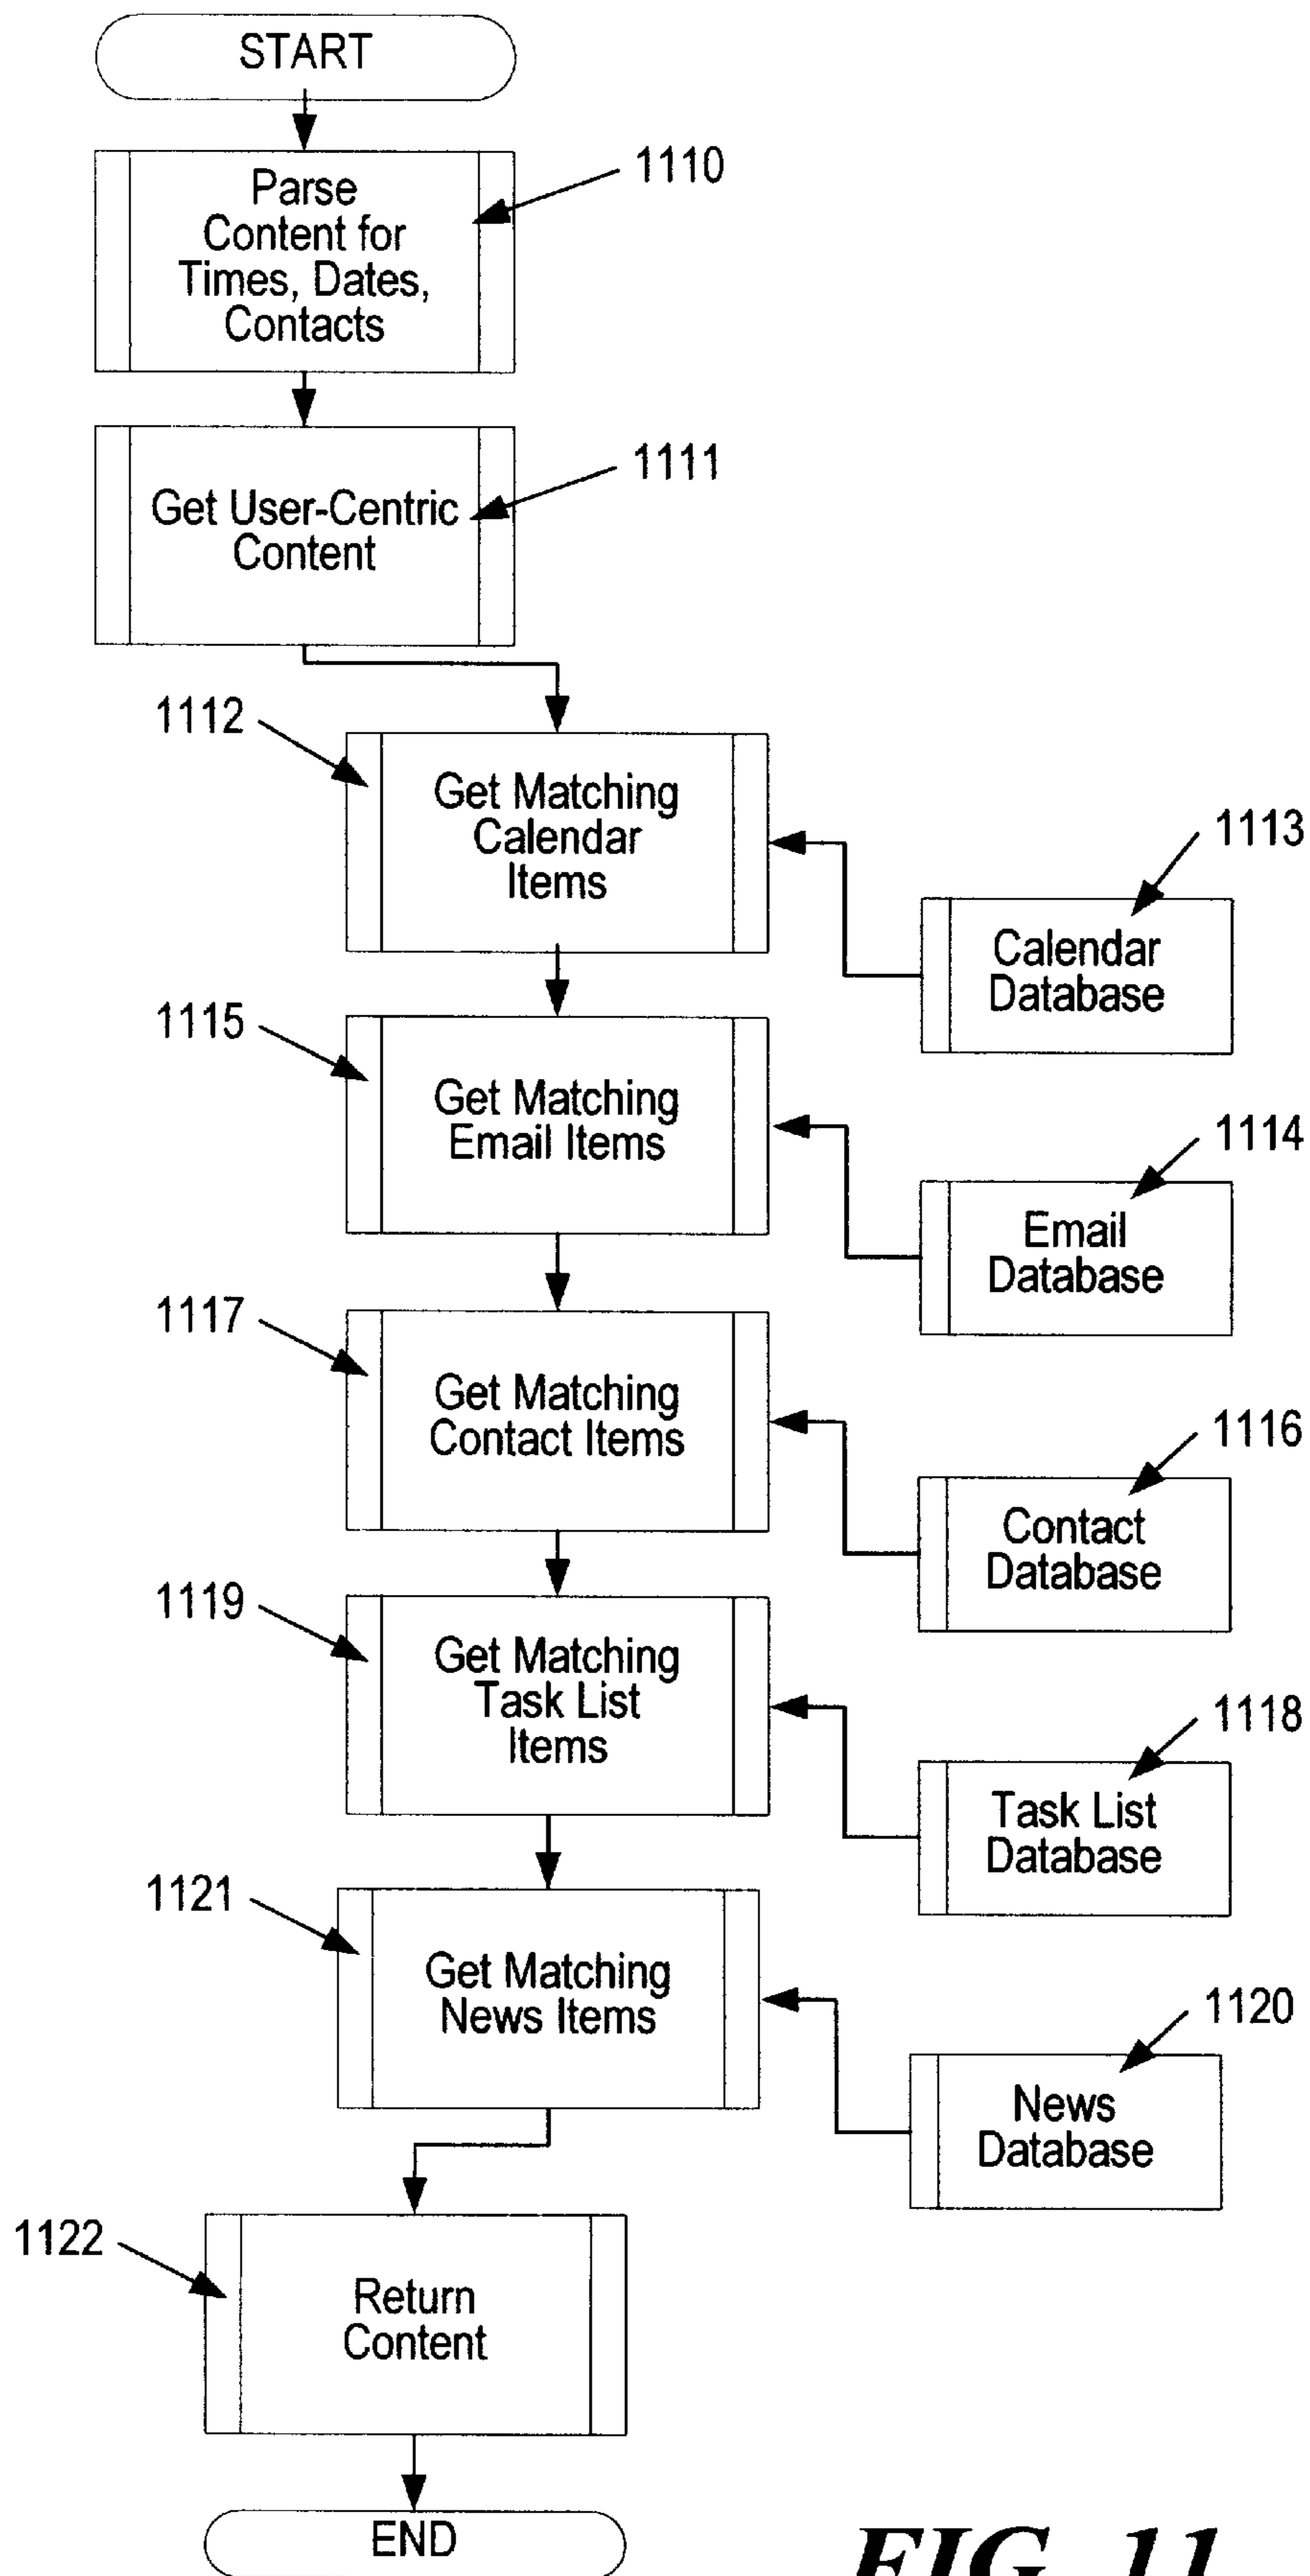 START
1110
Parse
Content for
Times, Dates,
Contacts
1111
Get User-Centric
Content
1112
Get Matching
Calendar
Items
1113
Calendar
Database
1115
Get Matching
Email Items
1114
Email
Database
1117
Get Matching
Contact Items
1116
Contact
Database
1119
Get Matching
Task List
Items
1118
Task List
Database
1121
Get Matching
News Items
1120
News
Database
1122
Return
Content
END
FIG. 11